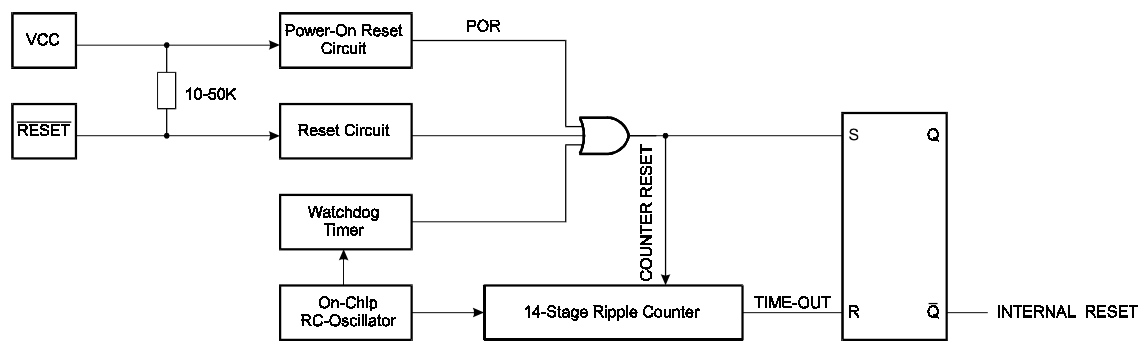 VCC
Power-On Reset
Circuit
POR
10-50K
R̅E̅S̅E̅T̅
Reset Circuit
S
Q
COUNTER RESET
Watchdog
Timer
On-Chip
RC-Oscillator
14-Stage Ripple Counter
TIME-OUT
R
Q̅
INTERNAL RESET